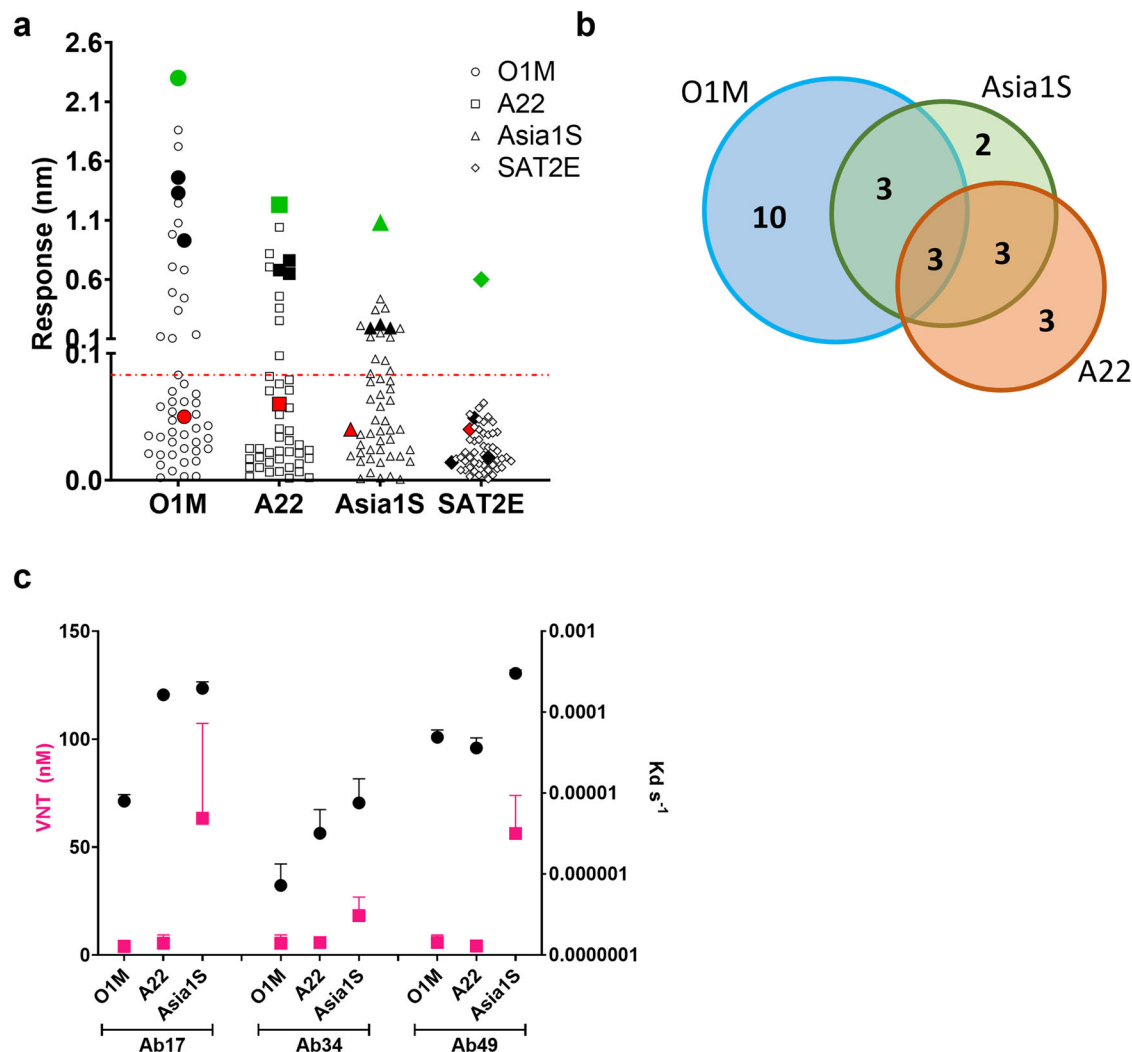 a
2.6
2.1
1.6
1.1
0.6
0.1
0.1
0.0
Response (nm)
O1M
A22
Asia1S
SAT2E
O1M
A22
Asia1S
SAT2E
b
O1M
Asia1S
A22
2
3
10
3
3
3
c
150
100
50
0
VNT (nM)
0.001
0.0001
0.00001
0.000001
0.0000001
Kd s-1
O1M
A22
Asia1S
O1M
A22
Asia1S
O1M
A22
Asia1S
Ab17
Ab34
Ab49